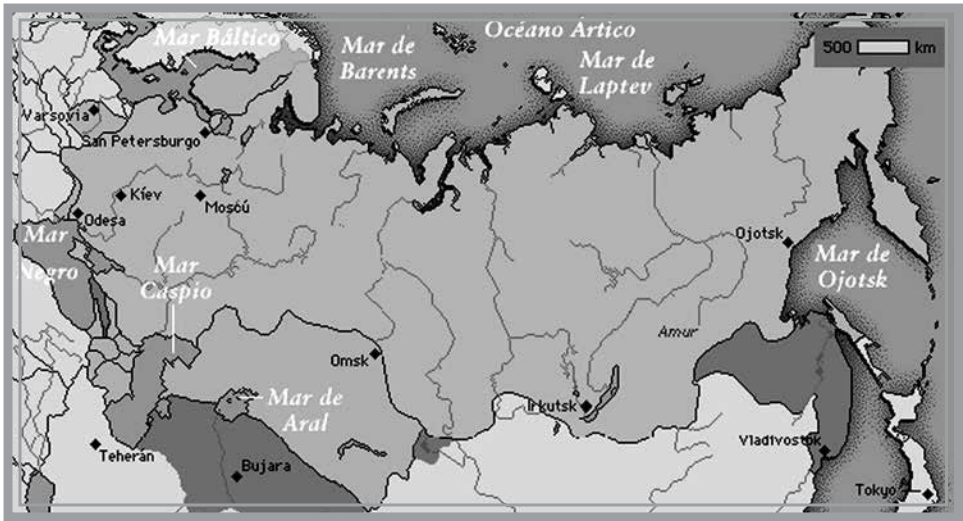 Mar Báltico
Océano Ártico
Mar de
Barents
Mar de
Laptev
500 km
Varsovia
San Petersburgo
Kíev
Moscú
Odesa
Mar
Negro
Mar
Caspio
Ojotsk
Mar de
Ojotsk
Amur
Omsk
Mar de
Aral
Irkutsk
Teherán
Bujara
Vladivostok
Tokyo